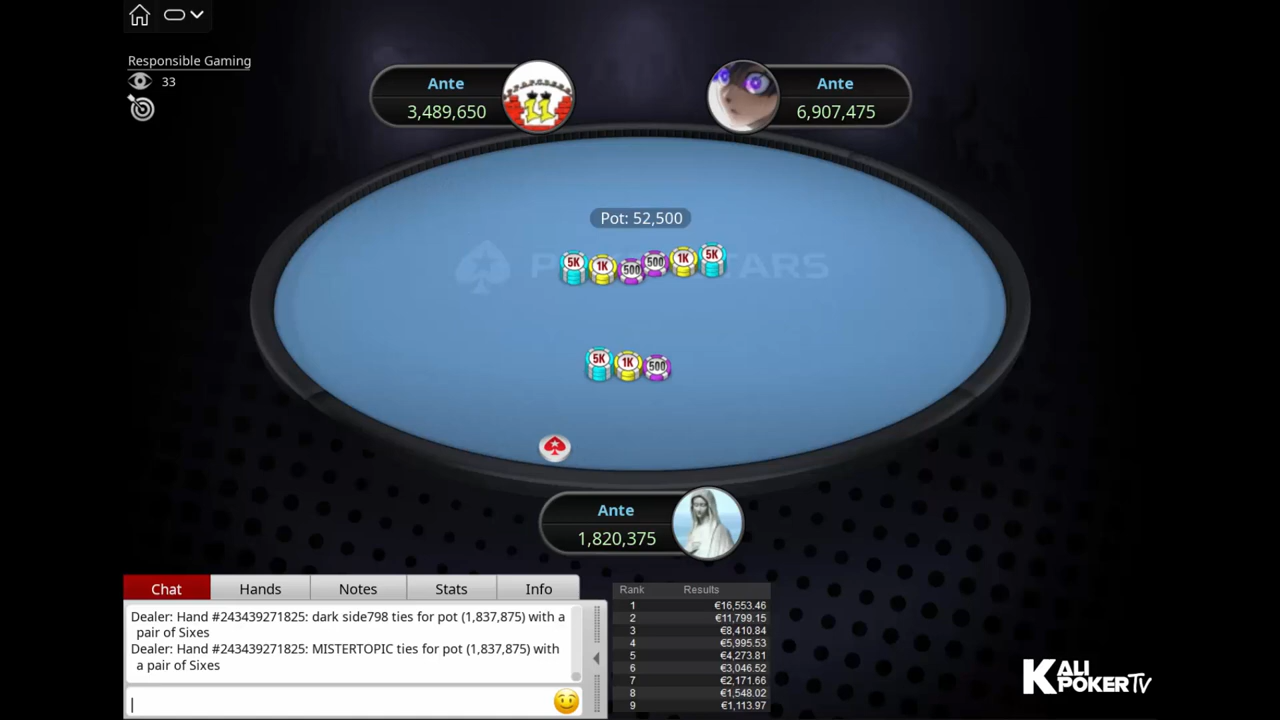 Responsible Gaming
33
Ante
3,489,650
Ante
6,907,475
Pot: 52,500
5K 1K 500 500 1K 5K
5K 1K 500
Ante
1,820,375
Chat Hands Notes Stats Info
Dealer: Hand #243439271825: dark side798 ties for pot (1,837,875) with a
pair of Sixes
Dealer: Hand #243439271825: MISTERTOPIC ties for pot (1,837,875) with
a pair of Sixes
Rank Results
1 €16,553.46
2 €11,799.15
3 €8,410.84
4 €5,995.53
5 €4,273.81
6 €3,046.52
7 €2,171.66
8 €1,548.02
9 €1,113.97
KALI
POKERTV